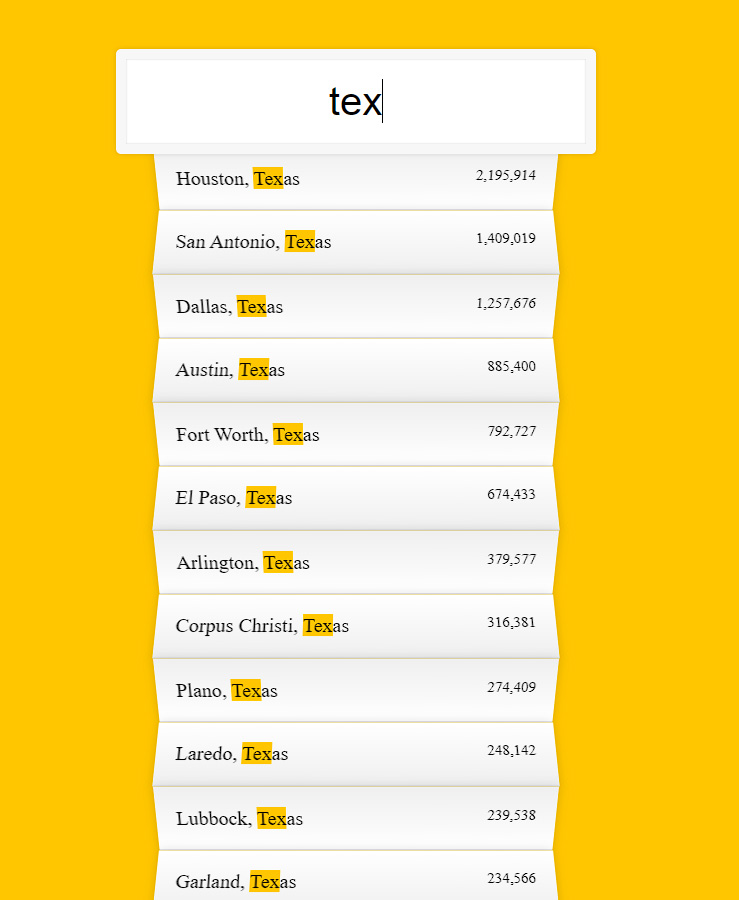 tex
Houston, Texas 2,195,914
San Antonio, Texas 1,409,019
Dallas, Texas 1,257,676
Austin, Texas 885,400
Fort Worth, Texas 792,727
El Paso, Texas 674,433
Arlington, Texas 379,577
Corpus Christi, Texas 316,381
Plano, Texas 274,409
Laredo, Texas 248,142
Lubbock, Texas 239,538
Garland, Texas 234,566